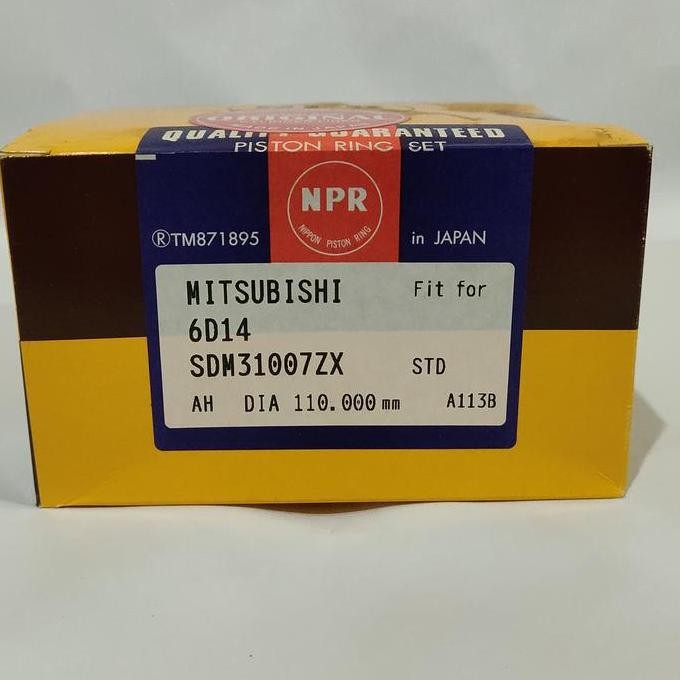 ORIGINAL
QUALITY GUARANTEED
PISTON RING SET
NPR
NIPPON PISTON RING
®TM871895
in JAPAN
MITSUBISHI Fit for
6D14
SDM31007ZX STD
AH DIA 110.000 mm A113B